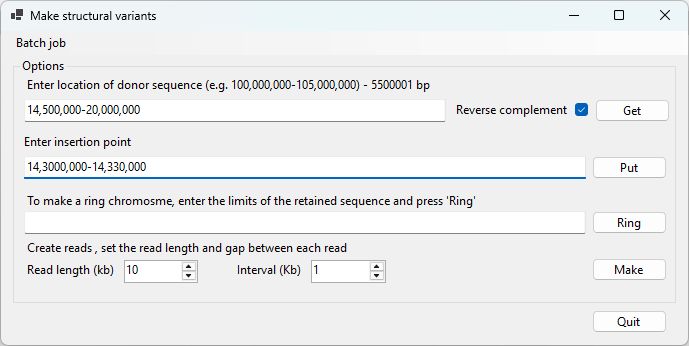 Make structural variants
Batch job
Options
Enter location of donor sequence (e.g. 100,000,000-105,000,000) - 5500001 bp
14,500,000-20,000,000
Reverse complement
Get
Enter insertion point
14,3000,000-14,330,000
Put
To make a ring chromosme, enter the limits of the retained sequence and press 'Ring'
Ring
Create reads , set the read length and gap between each read
Read length (kb) 10 Interval (Kb) 1 Make
Quit